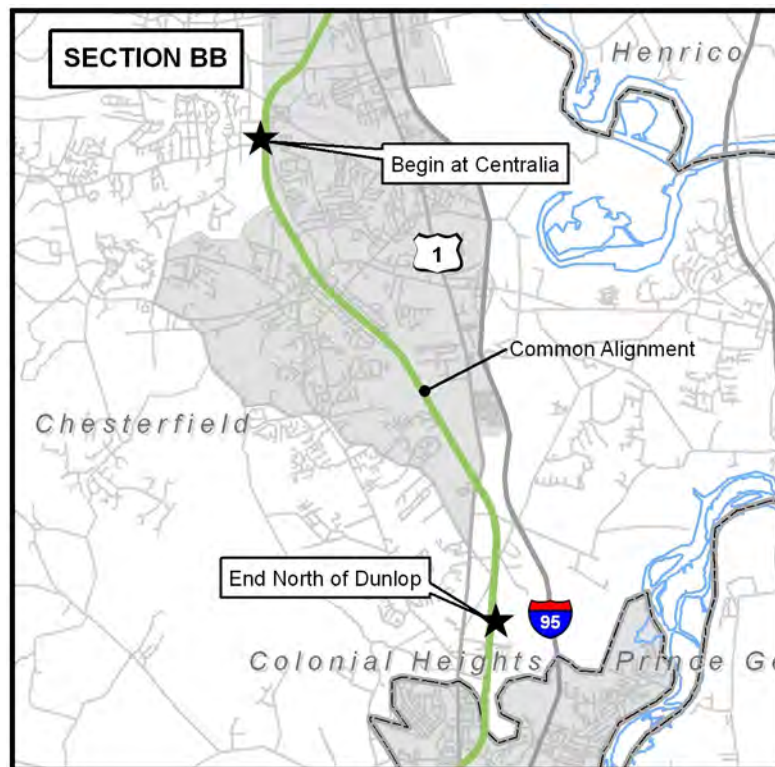 SECTION BB
Henrico
Begin at Centralia
1
Common Alignment
Chesterfield
End North of Dunlop
95
Colonial Heights
Prince Ge